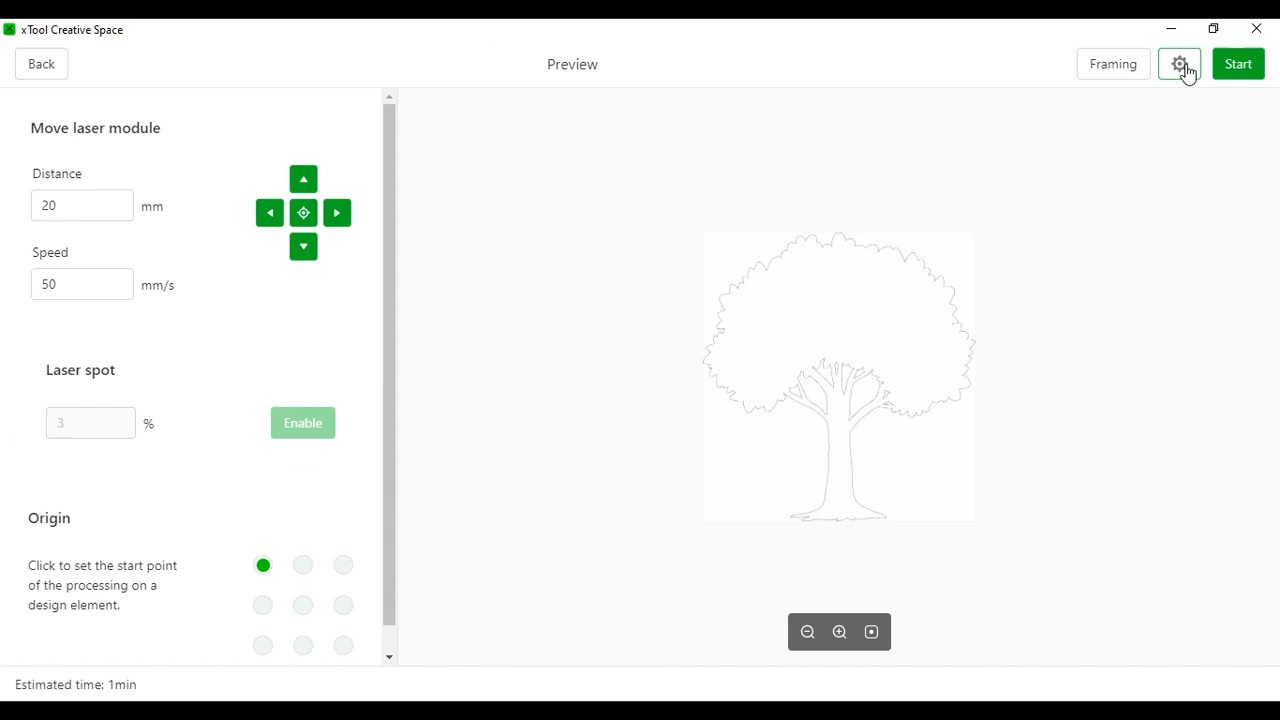 xTool Creative Space
Back
Preview
Framing
Start
Move laser module
Distance
20 mm
Speed
50 mm/s
Laser spot
3 %
Enable
Origin
Click to set the start point
of the processing on a
design element.
Estimated time: 1min